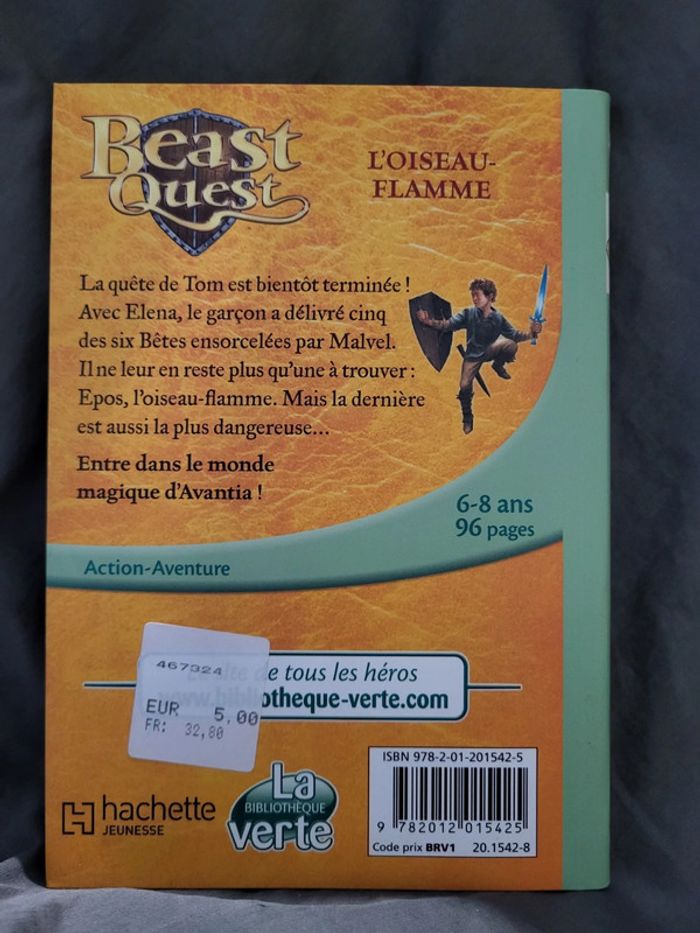 Beast
Quest
L'OISEAU-
FLAMME
La quête de Tom est bientôt terminée !
Avec Elena, le garçon a délivré cinq
des six Bêtes ensorcelées par Malvel.
Il ne leur en reste plus qu'une à trouver :
Epos, l'oiseau-flamme. Mais la dernière
est aussi la plus dangereuse...
Entre dans le monde
magique d'Avantia !
6-8 ans
96 pages
Action-Aventure
467324
EUR 5,00
FR: 32,80
de tous les héros
bibliotheque-verte.com
ISBN 978-2-01-201542-5
9 782012 015425
Code prix BRV1 20.1542-8
hachette
JEUNESSE
La
BIBLIOTHÈQUE
verte